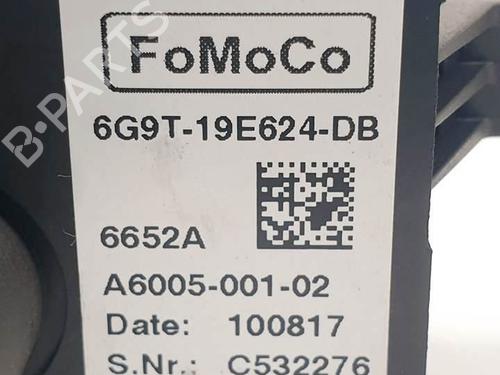 FoMoCo
6G9T-19E624-DB
6652A
A6005-001-02
Date: 100817
S.Nr.: C532276
B-PARTS